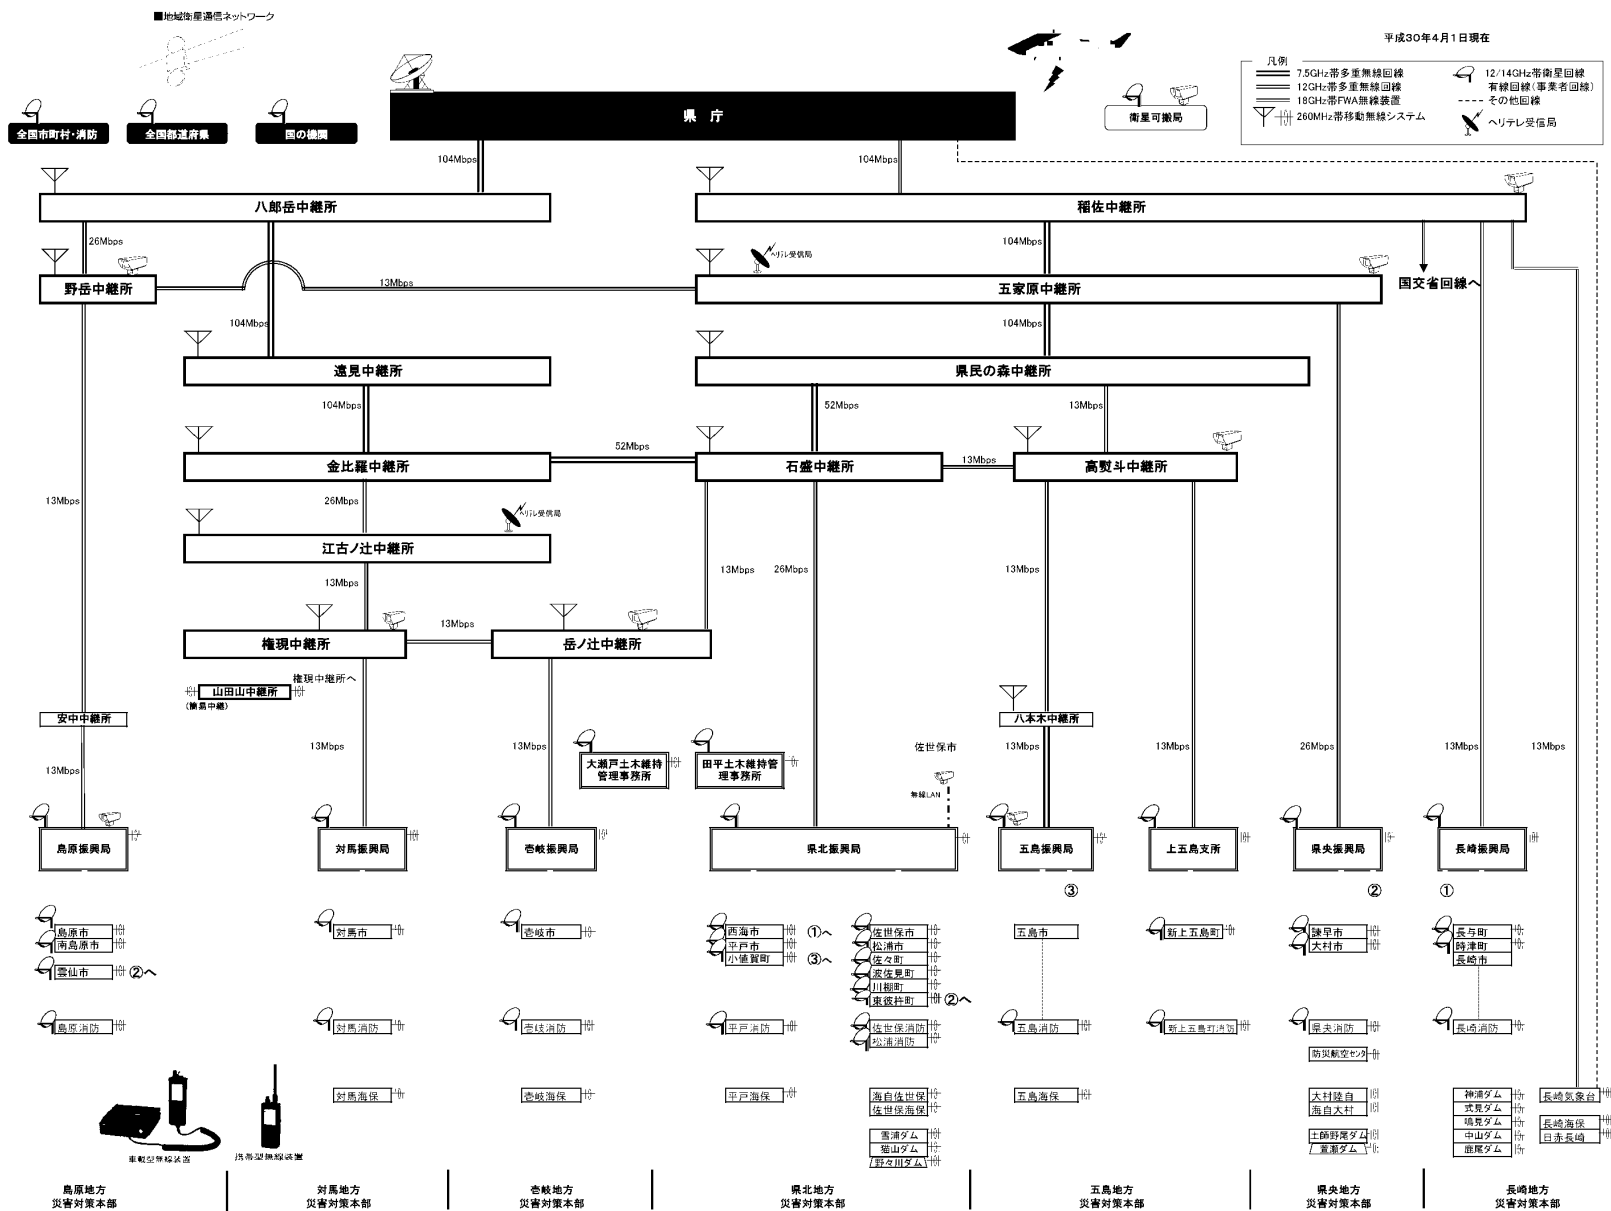 ■地域衛星通信ネットワーク
平成30年4月1日現在
凡例
7.5GHz帯多重無線回線
12GHz帯多重無線回線
18GHz帯FWA無線装置
260MHz帯移動無線システム
12/14GHz帯衛星回線
有線回線(事業者回線)
その他回線
ヘリテレ受信局
全国市町村・消防
全国都道府県
国の機関
県 庁
衛星可搬局
104Mbps
104Mbps
八郎岳中継所
稲佐中継所
26Mbps
104Mbps
ヘリテレ受信局
野岳中継所
13Mbps
五家原中継所
国交省回線へ
104Mbps
104Mbps
遠見中継所
県民の森中継所
104Mbps
52Mbps
13Mbps
52Mbps
金比羅中継所
石盛中継所
13Mbps
高熨斗中継所
13Mbps
26Mbps
ヘリテレ受信局
江古ノ辻中継所
13Mbps
13Mbps
26Mbps
13Mbps
13Mbps
権現中継所
岳ノ辻中継所
権現中継所へ
山田山中継所
(簡易中継)
安中中継所
八本木中継所
13Mbps
13Mbps
13Mbps
13Mbps
26Mbps
13Mbps
13Mbps
佐世保市
大瀬戸土木維持
管理事務所
田平土木維持管
理事務所
13Mbps
無線LAN
島原振興局
対馬振興局
壱岐振興局
県北振興局
五島振興局
上五島支所
県央振興局
長崎振興局
③
②
①
島原市
南島原市
雲仙市
②へ
対馬市
壱岐市
西海市
①へ
平戸市
小値賀町
③へ
佐世保市
松浦市
佐々町
波佐見町
川棚町
東彼杵町
②へ
五島市
新上五島町
諫早市
大村市
長与町
時津町
長崎市
島原消防
対馬消防
壱岐消防
平戸消防
佐世保消防
松浦消防
五島消防
新上五島町消防
県央消防
長崎消防
防災航空センタ
対馬海保
壱岐海保
平戸海保
海自佐世保
佐世保海保
五島海保
大村陸自
海自大村
神浦ダム
式見ダム
鳴見ダム
中山ダム
鹿尾ダム
長崎気象台
長崎海保
日赤長崎
雪浦ダム
猫山ダム
野々川ダム
土師野尾ダム
萱瀬ダム
車載型無線装置
携帯型無線装置
島原地方
災害対策本部
対馬地方
災害対策本部
壱岐地方
災害対策本部
県北地方
災害対策本部
五島地方
災害対策本部
県央地方
災害対策本部
長崎地方
災害対策本部